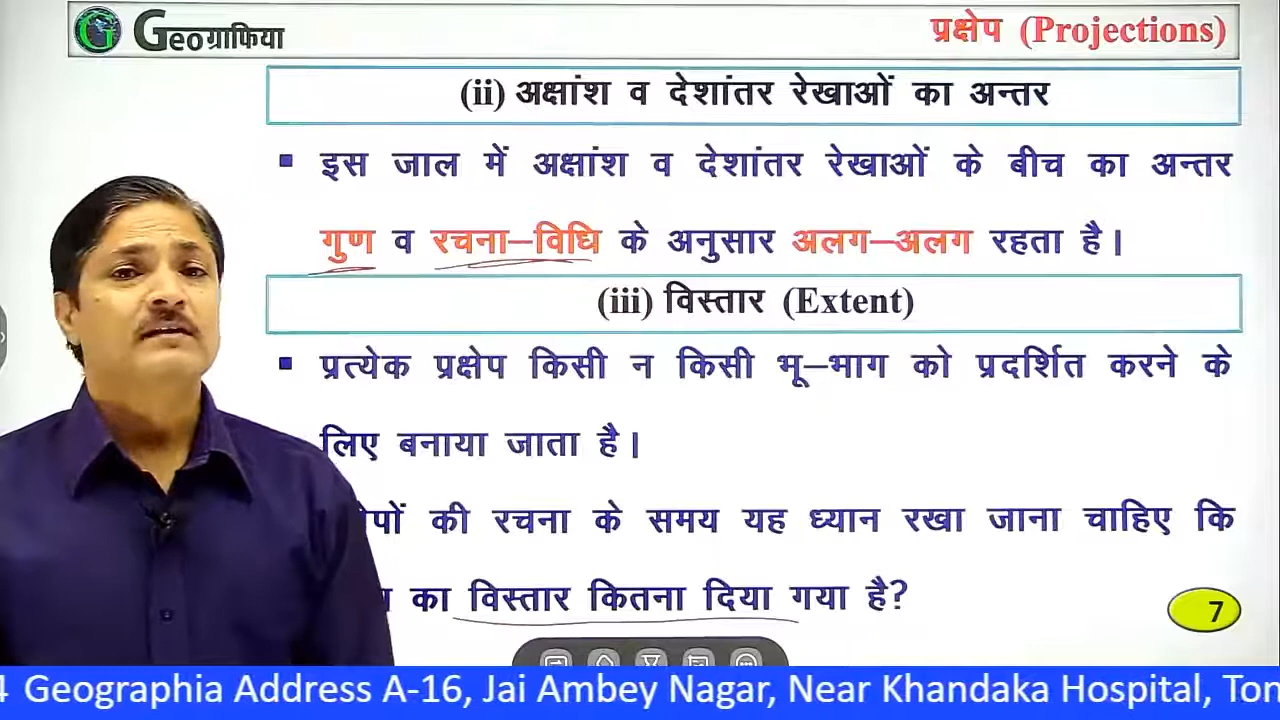 Geoग्राफिया
प्रक्षेप (Projections)
(ii) अक्षांश व देशांतर रेखाओं का अन्तर
▪ इस जाल में अक्षांश व देशांतर रेखाओं के बीच का अन्तर
गुण व रचना–विधि के अनुसार अलग–अलग रहता है।
(iii) विस्तार (Extent)
▪ प्रत्येक प्रक्षेप किसी न किसी भू–भाग को प्रदर्शित करने के
लिए बनाया जाता है।
की रचना के समय यह ध्यान रखा जाना चाहिए कि
का विस्तार कितना दिया गया है?
7
4 Geographia Address A-16, Jai Ambey Nagar, Near Khandaka Hospital, Ton